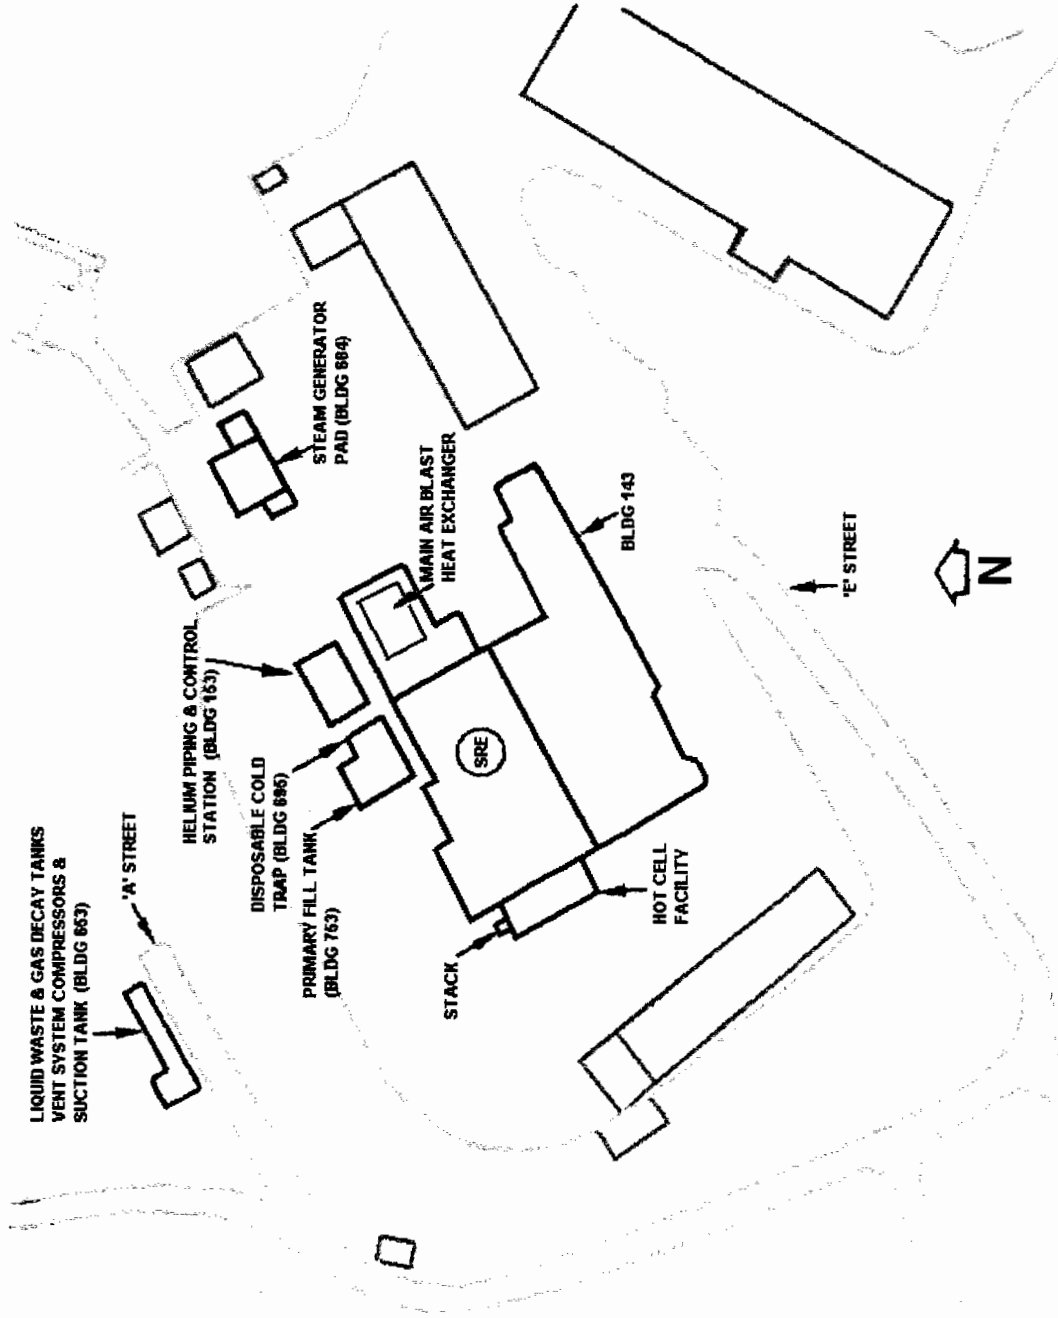 LIQUID WASTE & GAS DECAY TANKS
VENT SYSTEM COMPRESSORS &
SUCTION TANK (BLDG 653)
'A' STREET
HELIUM PIPING & CONTROL
STATION (BLDG 153)
DISPOSABLE COLD
TRAP (BLDG 695)
PRIMARY FILL TANK
(BLDG 753)
STEAM GENERATOR
PAD (BLDG 684)
MAIN AIR BLAST
HEAT EXCHANGER
STACK
SRE
BLDG 143
HOT CELL
FACILITY
'E' STREET
N